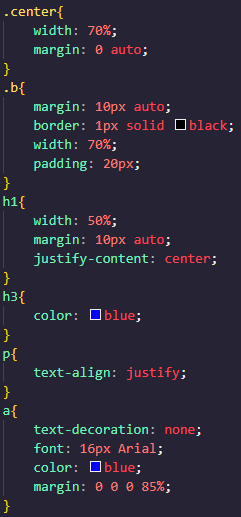 .center{
    width: 70%;
    margin: 0 auto;
}
.b{
    margin: 10px auto;
    border: 1px solid black;
    width: 70%;
    padding: 20px;
}
h1{
    width: 50%;
    margin: 10px auto;
    justify-content: center;
}
h3{
    color: blue;
}
p{
    text-align: justify;
}
a{
    text-decoration: none;
    font: 16px Arial;
    color: blue;
    margin: 0 0 0 85%;
}